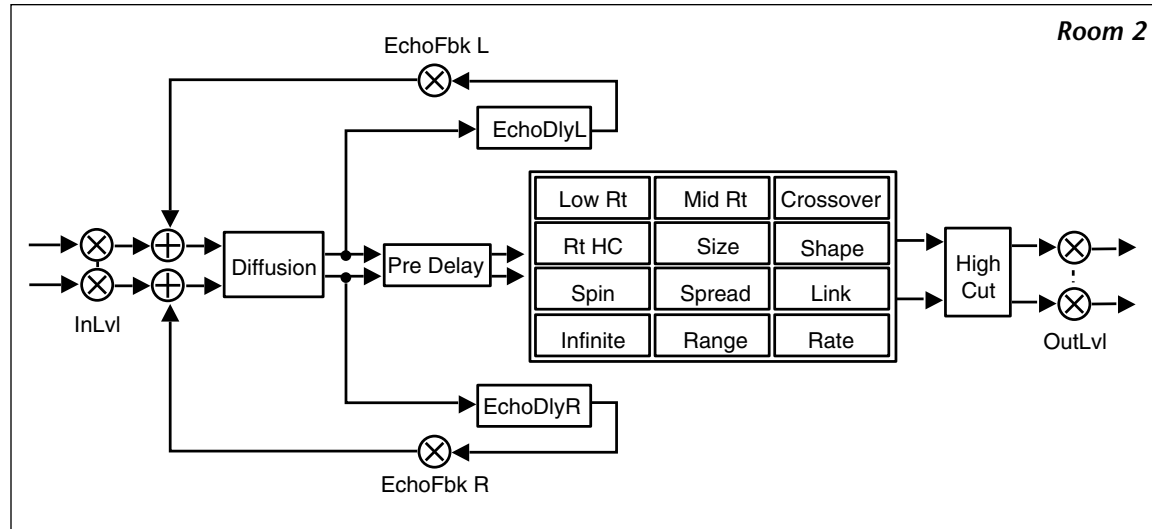 Room 2
EchoFbk L
EchoDlyL
Low Rt Mid Rt Crossover
Rt HC Size Shape
Diffusion Pre Delay High Cut
Spin Spread Link
InLvl Infinite Range Rate OutLvl
EchoDlyR
EchoFbk R